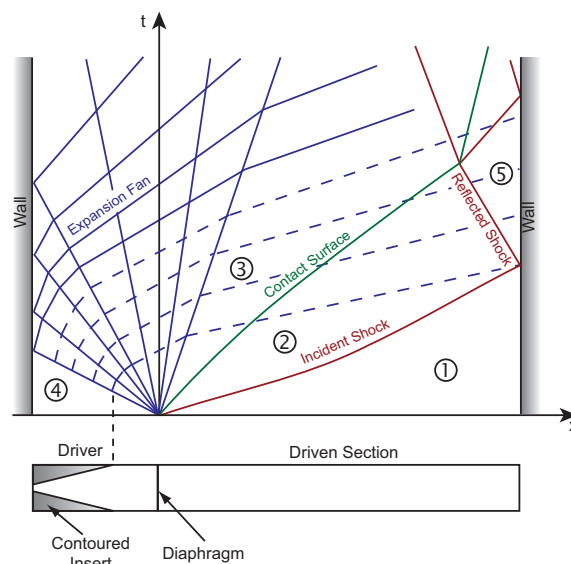 t
Wall
Expansion Fan
⑤
Reflected Shock
Wall
③
Contact Surface
②
Incident Shock
①
④
Driver
Driven Section
Contoured
Insert
Diaphragm